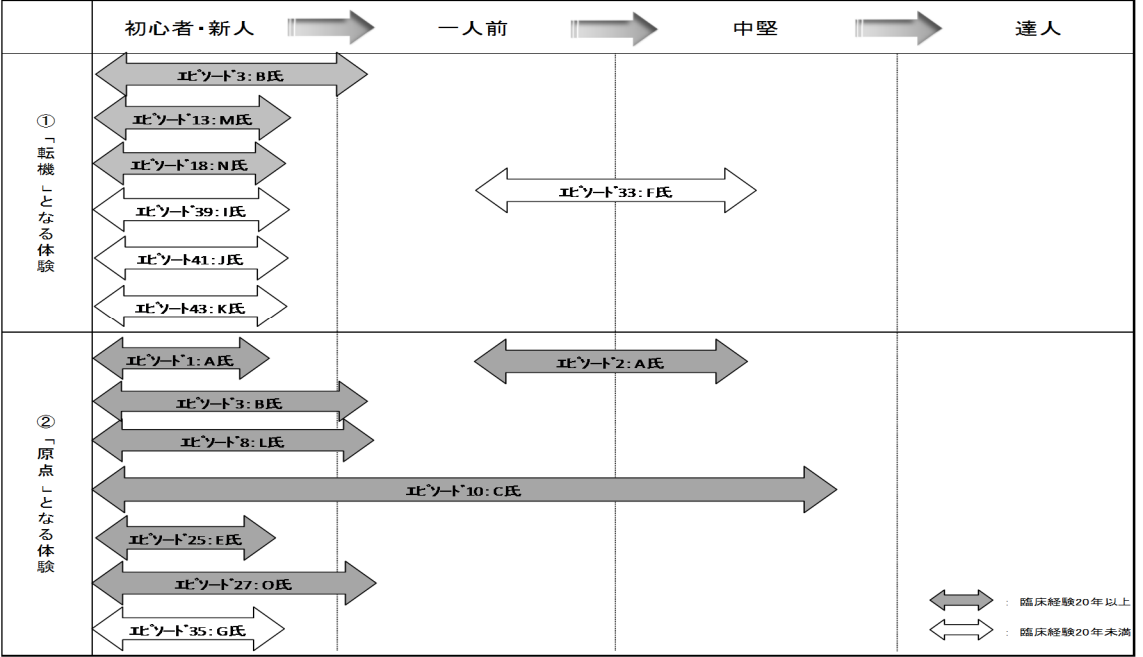 初心者・新人
一人前
中堅
達人
①「転機」となる体験
ｴﾋﾟｿｰﾄﾞ3:B氏
ｴﾋﾟｿｰﾄﾞ13:M氏
ｴﾋﾟｿｰﾄﾞ18:N氏
ｴﾋﾟｿｰﾄﾞ33:F氏
ｴﾋﾟｿｰﾄﾞ39:I氏
ｴﾋﾟｿｰﾄ41:J氏
ｴﾋﾟｿｰﾄ43:K氏
②「原点」となる体験
ｴﾋﾟｿｰﾄﾞ1:A氏
ｴﾋﾟｿｰﾄﾞ2:A氏
ｴﾋﾟｿｰﾄﾞ3:B氏
ｴﾋﾟｿｰﾄﾞ8:L氏
ｴﾋﾟｿｰﾄﾞ10:C氏
ｴﾋﾟｿｰﾄﾞ25:E氏
ｴﾋﾟｿｰﾄﾞ27:O氏
ｴﾋﾟｿｰﾄﾞ35:G氏
: 臨床経験20年以上
: 臨床経験20年未満